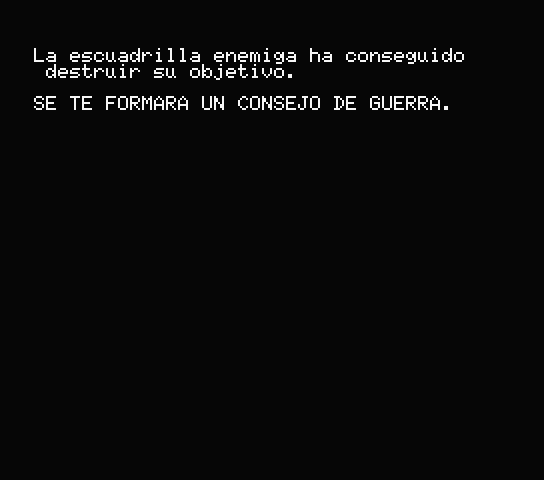 La escuadrilla enemiga ha conseguido
destruir su objetivo.
SE TE FORMARA UN CONSEJO DE GUERRA.